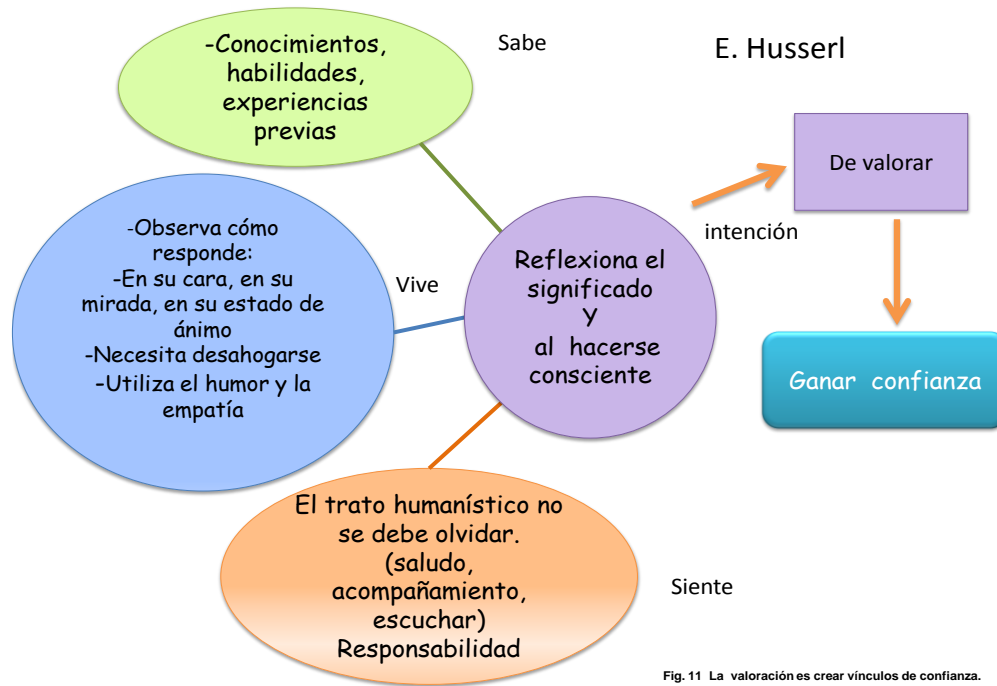 -Conocimientos,
habilidades,
experiencias
previas
Sabe
E. Husserl
De valorar
intención
-Observa cómo
responde:
-En su cara, en su
mirada, en su estado de
ánimo
-Necesita desahogarse
-Utiliza el humor y la
empatía
Vive
Reflexiona el
significado
Y
al hacerse
consciente
Ganar confianza
El trato humanístico no
se debe olvidar.
(saludo,
acompañamiento,
escuchar)
Responsabilidad
Siente
Fig. 11 La valoración es crear vínculos de confianza.